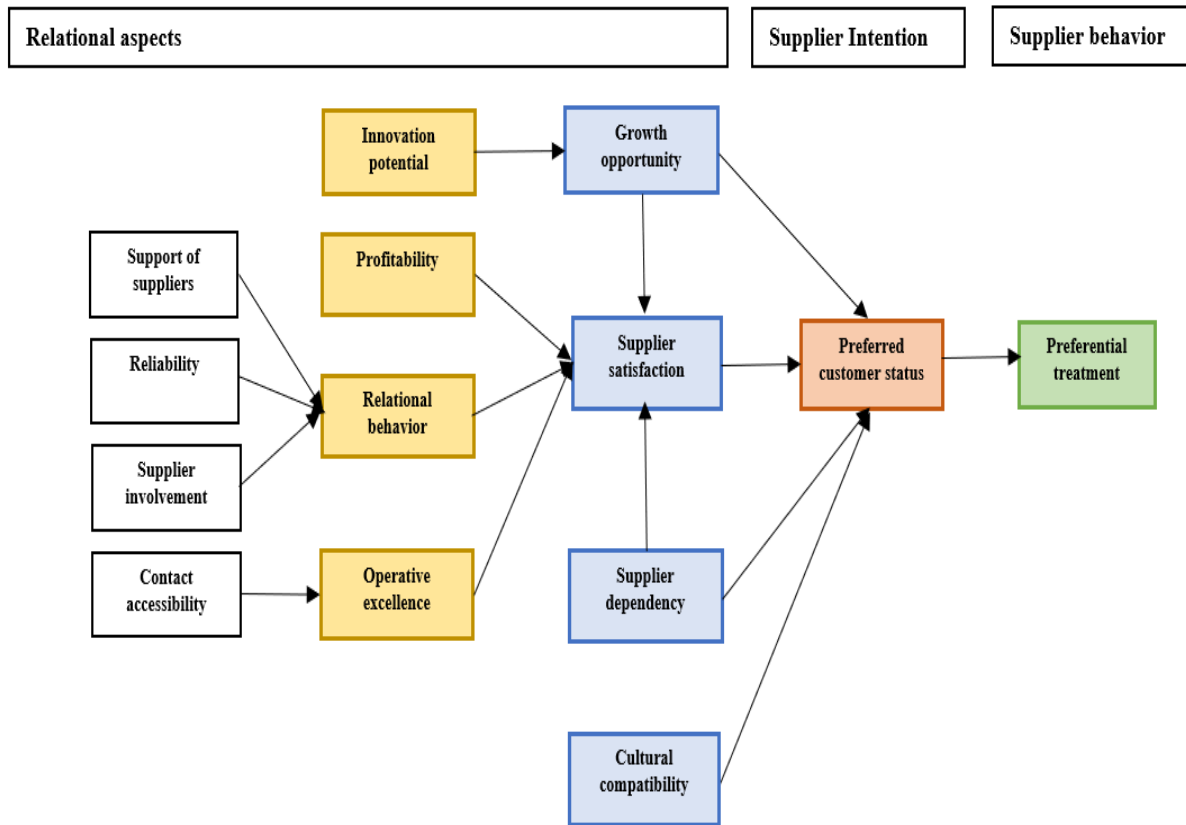 Relational aspects
Supplier Intention
Supplier behavior
Innovation
potential
Growth
opportunity
Support of
suppliers
Profitability
Reliability
Relational
behavior
Supplier
satisfaction
Preferred
customer status
Preferential
treatment
Supplier
involvement
Contact
accessibility
Operative
excellence
Supplier
dependency
Cultural
compatibility